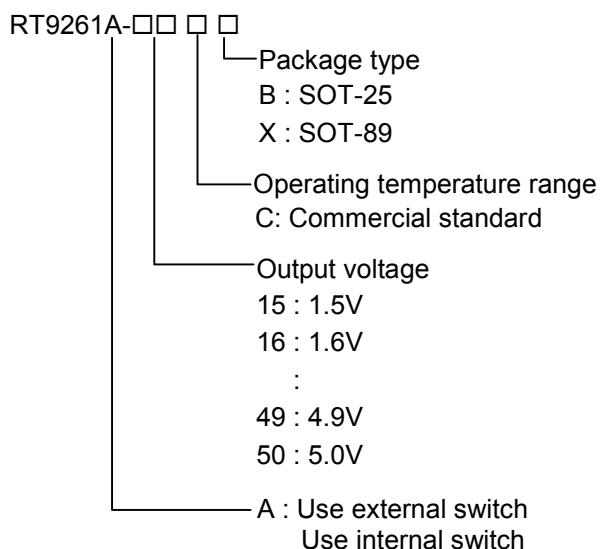 RT9261A-□□ □ □
Package type
B : SOT-25
X : SOT-89
Operating temperature range
C: Commercial standard
Output voltage
15 : 1.5V
16 : 1.6V
:
49 : 4.9V
50 : 5.0V
A : Use external switch
Use internal switch